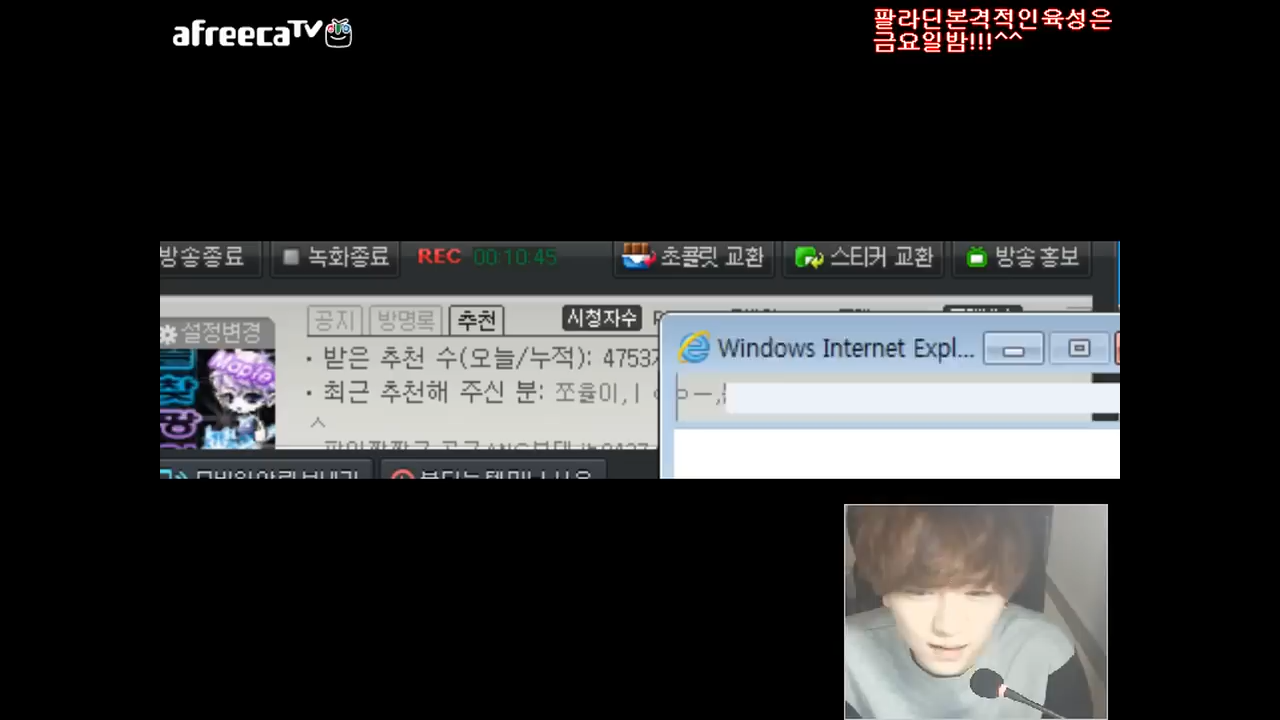 afreecaTV
팔라딘본격적인육성은
금요일밤!!!^^
방송종료
녹화종료
REC 00:10:45
초콜릿 교환
스티커 교환
방송홍보
설정변경
공지
방명록
추천
시청자수
Windows Internet Expl...
· 받은 추천 수(오늘/누적): 47537
· 최근 추천해 주신 분: 쪼율이,